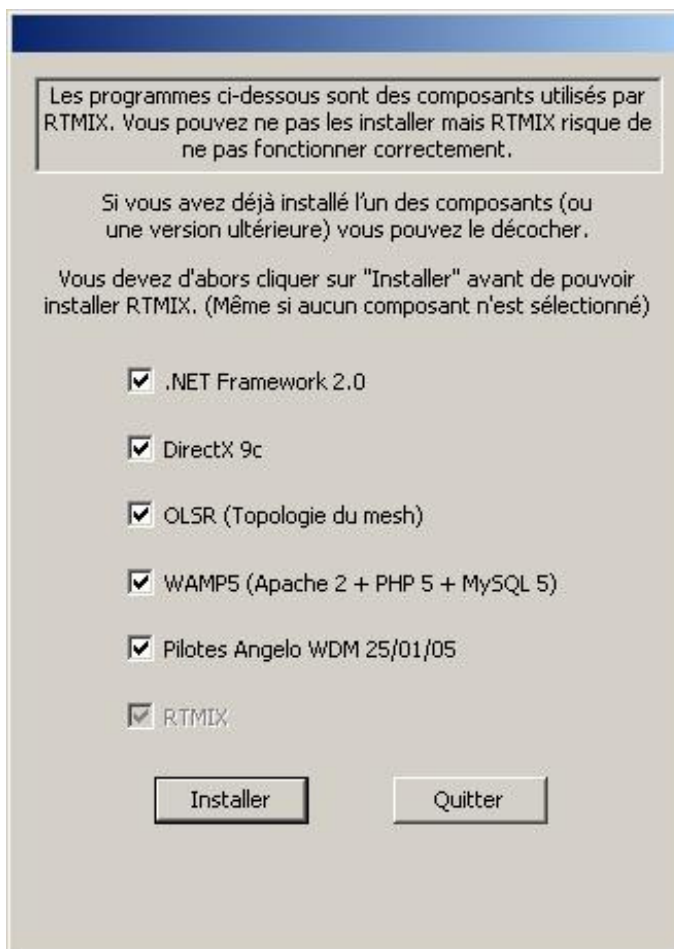 Les programmes ci-dessous sont des composants utilisés par
RTMIX. Vous pouvez ne pas les installer mais RTMIX risque de
ne pas fonctionner correctement.
Si vous avez déjà installé l'un des composants (ou
une version ultérieure) vous pouvez le décocher.
Vous devez d'abors cliquer sur "Installer" avant de pouvoir
installer RTMIX. (Même si aucun composant n'est sélectionné)
.NET Framework 2.0
DirectX 9c
OLSR (Topologie du mesh)
WAMP5 (Apache 2 + PHP 5 + MySQL 5)
Pilotes Angelo WDM 25/01/05
RTMIX
Installer
Quitter